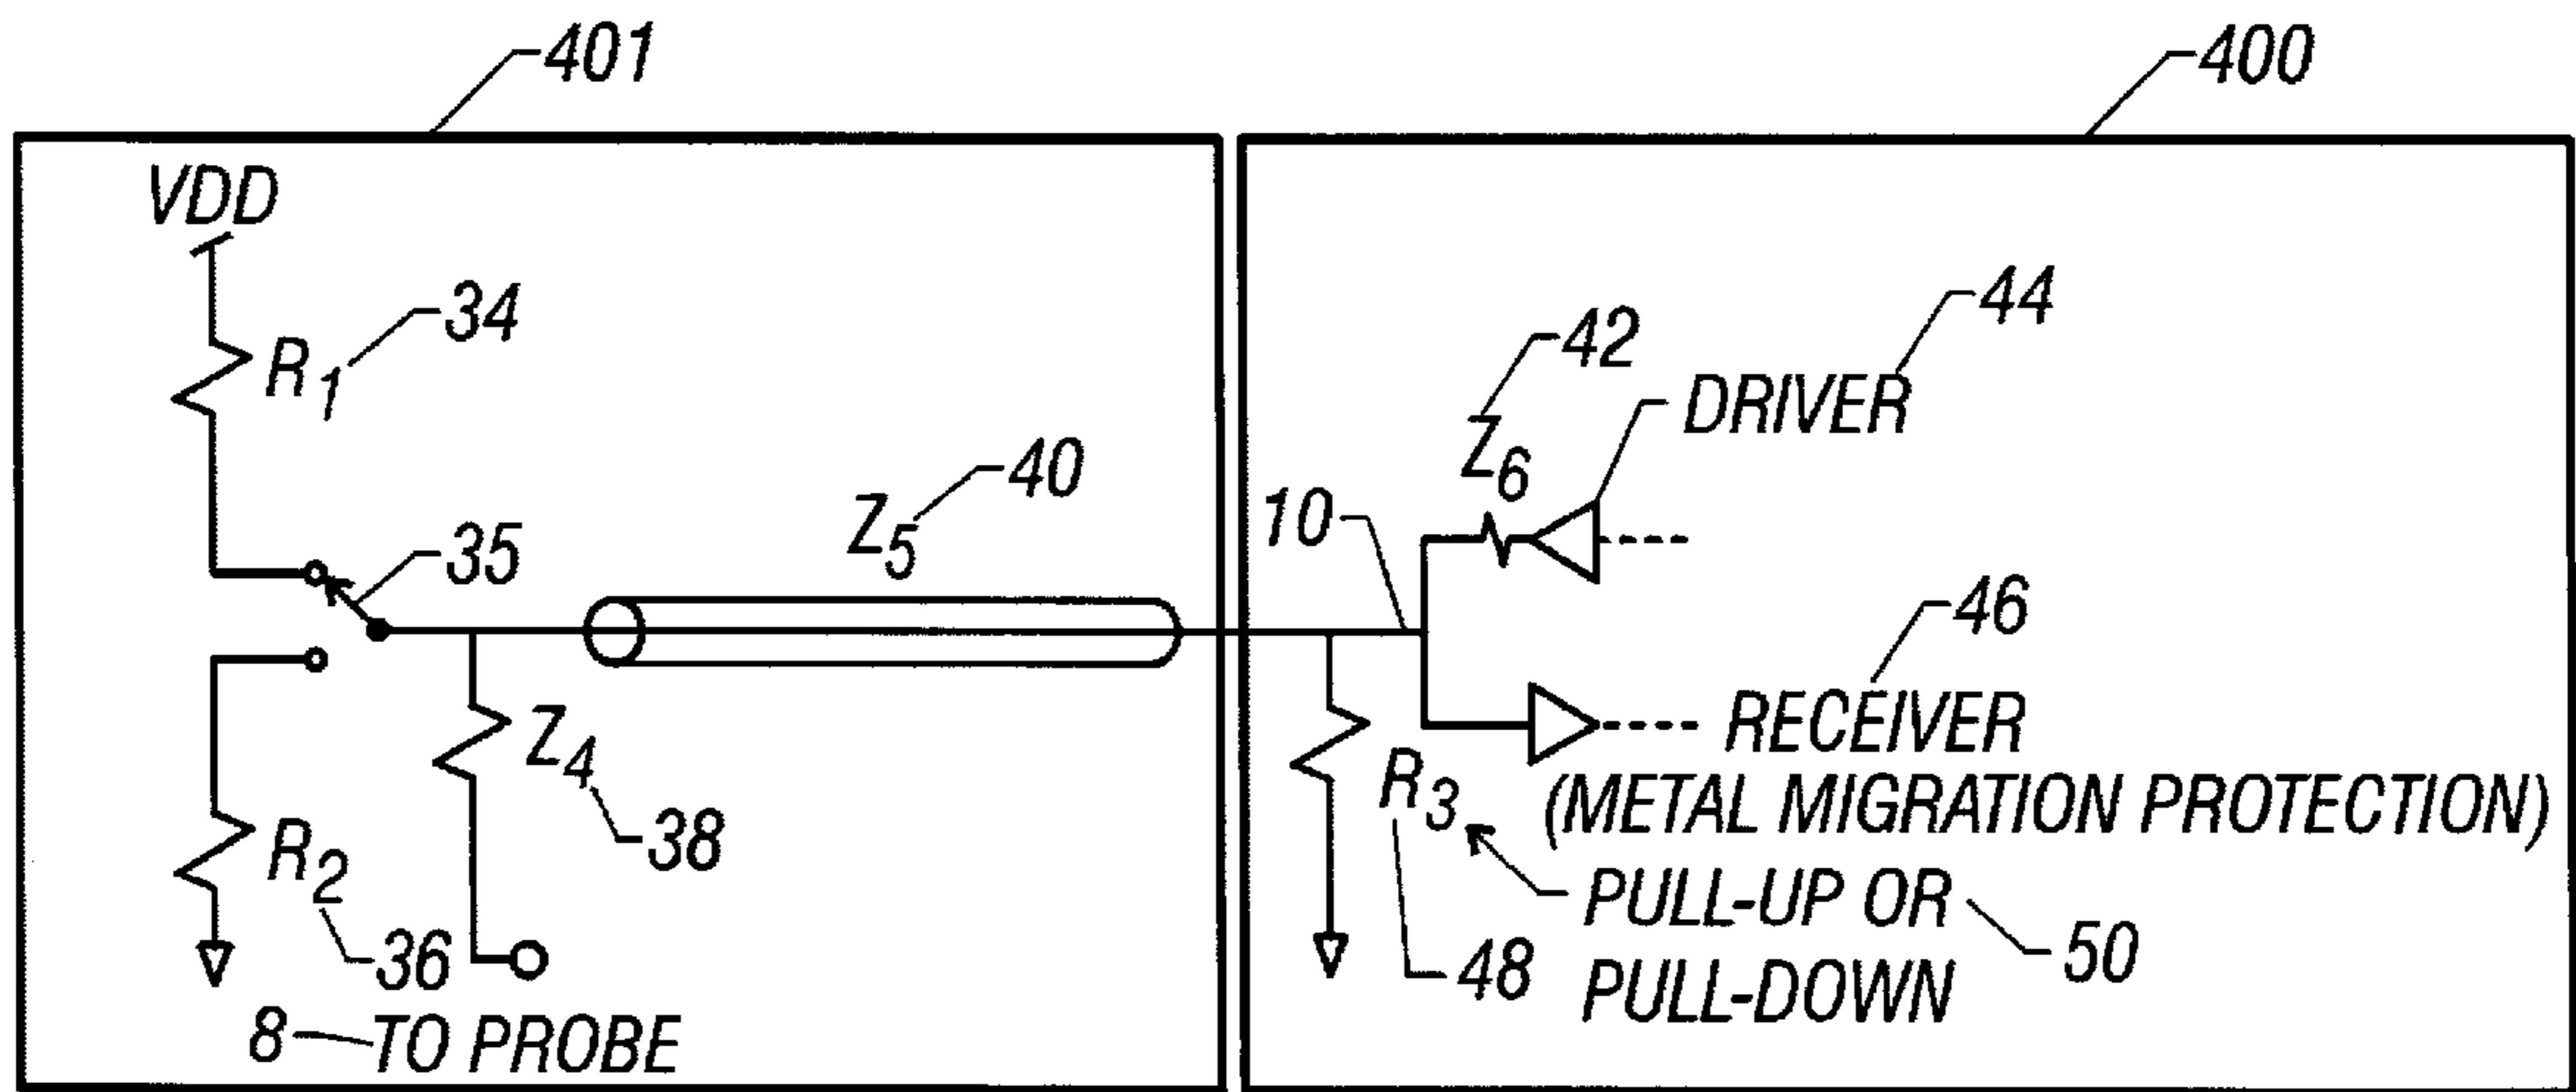 401
400
VDD
R1 34
35
R2
36
Z4
38
8 TO PROBE
Z5 40
10
42
Z6
44
DRIVER
46
RECEIVER
(METAL MIGRATION PROTECTION)
R3
48
PULL-UP OR
PULL-DOWN
50